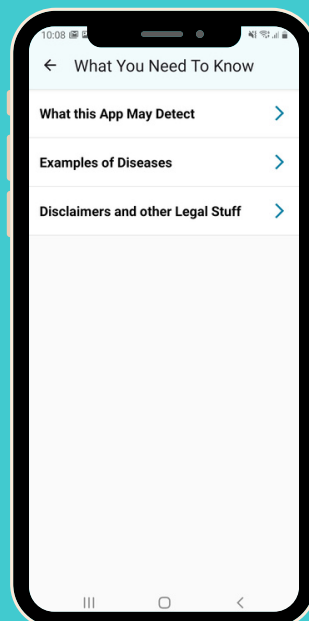 10:08
What You Need To Know
What this App May Detect
Examples of Diseases
Disclaimers and other Legal Stuff